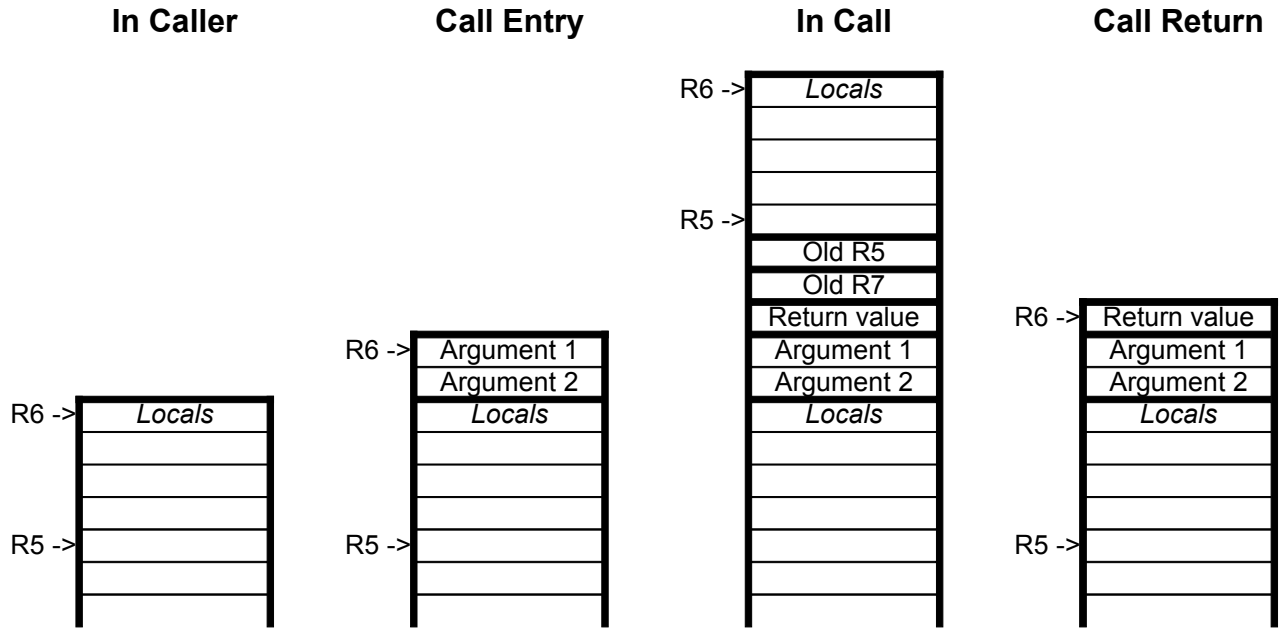 In Caller
Call Entry
In Call
Call Return
R6 ->
Locals
R5 ->
R6 ->
Argument 1
Argument 2
Locals
R5 ->
R6 ->
Locals
R5 ->
Old R5
Old R7
Return value
Argument 1
Argument 2
Locals
R6 ->
Return value
Argument 1
Argument 2
Locals
R5 ->